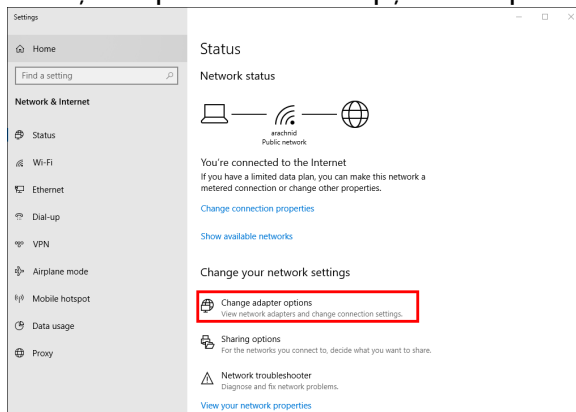 Settings
Home
Find a setting
Network & Internet
Status
Wi-Fi
Ethernet
Dial-up
VPN
Airplane mode
Mobile hotspot
Data usage
Proxy
Status
Network status
arachnid
Public network
You're connected to the Internet
If you have a limited data plan, you can make this network a
metered connection or change other properties.
Change connection properties
Show available networks
Change your network settings
Change adapter options
View network adapters and change connection settings.
Sharing options
For the networks you connect to, decide what you want to share.
Network troubleshooter
Diagnose and fix network problems.
View your network properties